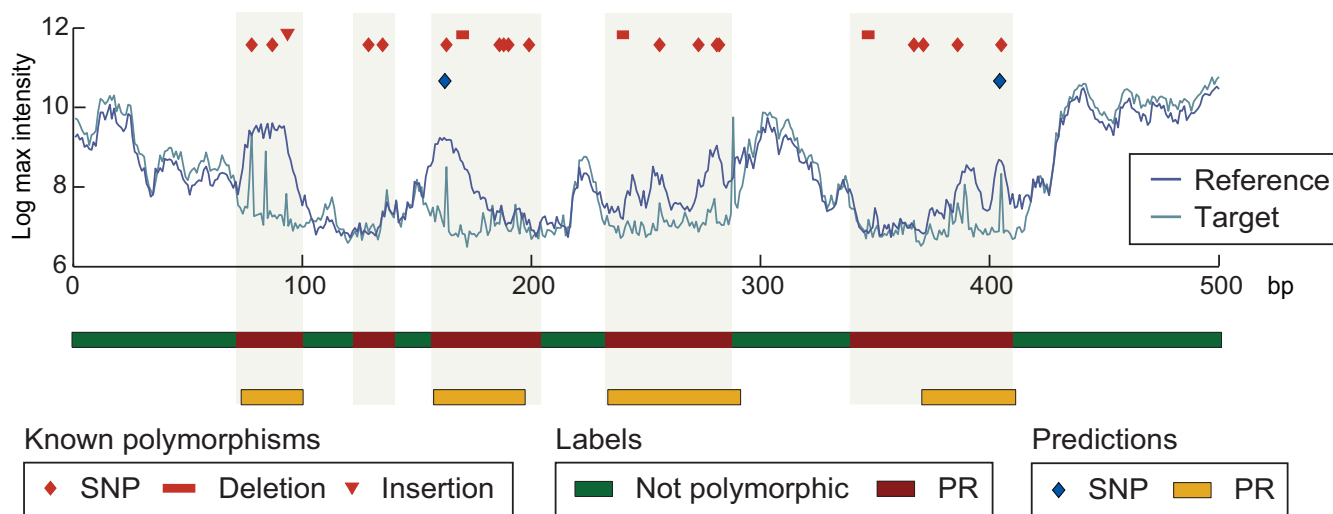 Log max intensity
12
10
8
6
0 100 200 300 400 500 bp
Reference
Target
Known polymorphisms
SNP Deletion Insertion
Labels
Not polymorphic PR
Predictions
SNP PR